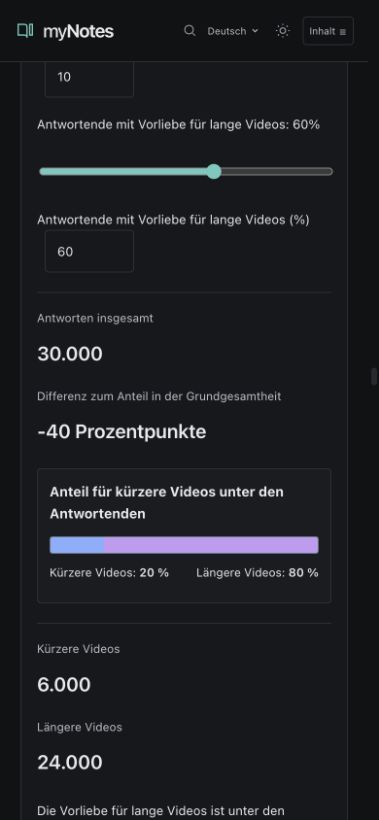 myNotes
Deutsch
Inhalt
10
Antwortende mit Vorliebe für lange Videos: 60%
Antwortende mit Vorliebe für lange Videos (%)
60
Antworten insgesamt
30.000
Differenz zum Anteil in der Grundgesamtheit
-40 Prozentpunkte
Anteil für kürzere Videos unter den
Antwortenden
Kürzere Videos: 20 % Längere Videos: 80 %
Kürzere Videos
6.000
Längere Videos
24.000
Die Vorliebe für lange Videos ist unter den